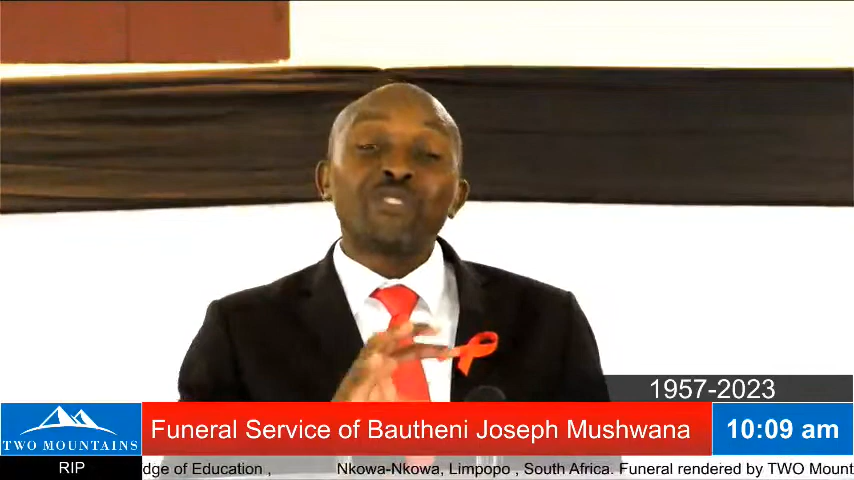 1957-2023
TWO MOUNTAINS
Funeral Service of Bautheni Joseph Mushwana
10:09 am
RIP
dge of Education , Nkowa-Nkowa, Limpopo , South Africa. Funeral rendered by TWO Mount